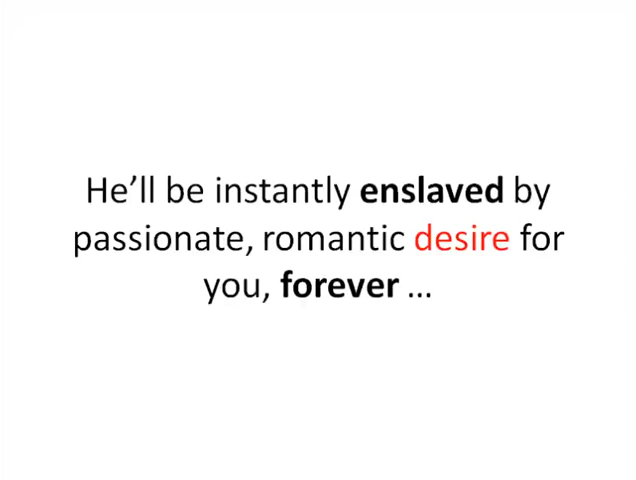 He’ll be instantly enslaved by
passionate, romantic desire for
you, forever …